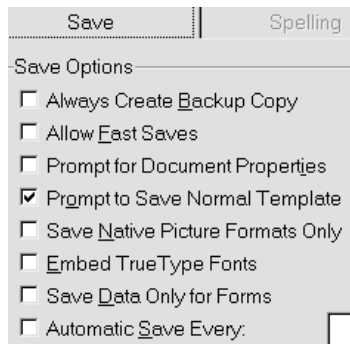 Save Spelling
Save Options
Always Create Backup Copy
Allow Fast Saves
Prompt for Document Properties
Prompt to Save Normal Template
Save Native Picture Formats Only
Embed TrueType Fonts
Save Data Only for Forms
Automatic Save Every: